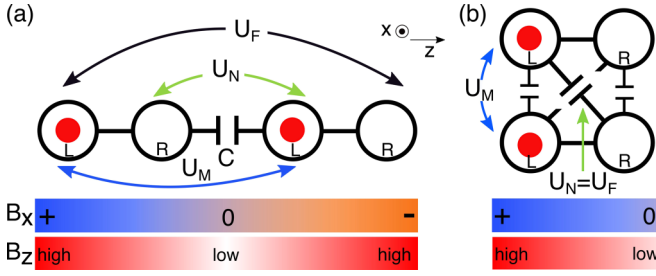 (a)
U_F
x
z
U_N
L
R
C
L
R
U_M
B_x + 0 -
B_z high low high
(b)
L
R
U_M
L
R
U_N=U_F
+ 0
high low